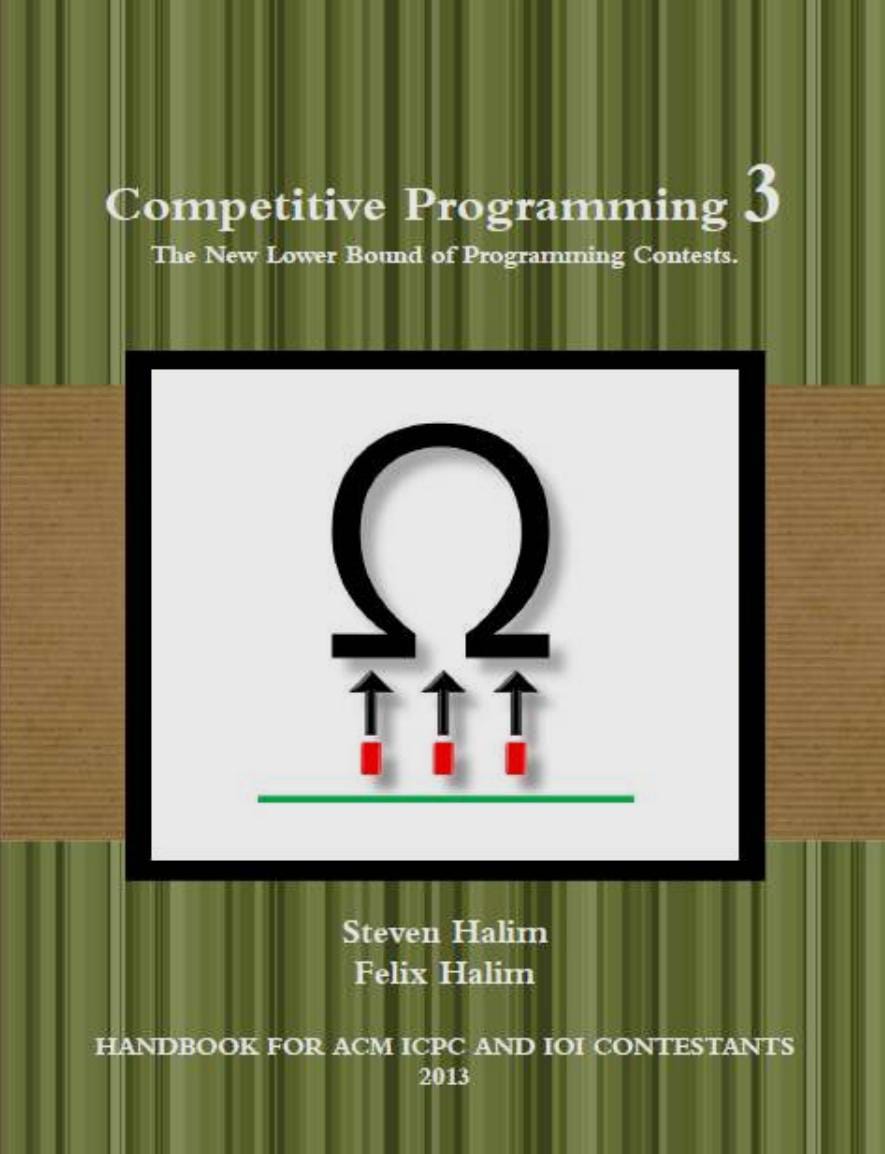 Competitive Programming 3
The New Lower Bound of Programming Contests.
Ω
Steven Halim
Felix Halim
HANDBOOK FOR ACM ICPC AND IOI CONTESTANTS
2013